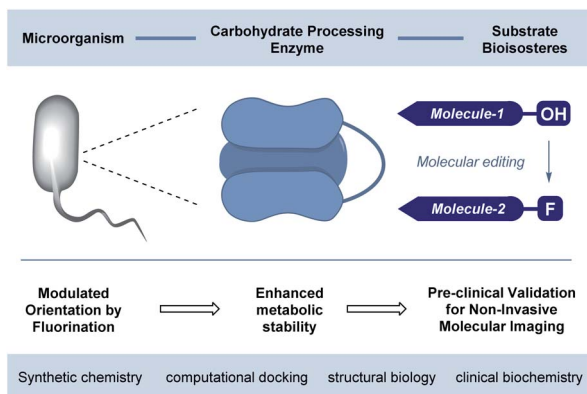 Microorganism
Carbohydrate Processing
Enzyme
Substrate
Bioisosteres
Molecule-1
OH
Molecular editing
Molecule-2
F
Modulated
Orientation by
Fluorination
Enhanced
metabolic
stability
Pre-clinical Validation
for Non-Invasive
Molecular Imaging
Synthetic chemistry computational docking structural biology clinical biochemistry